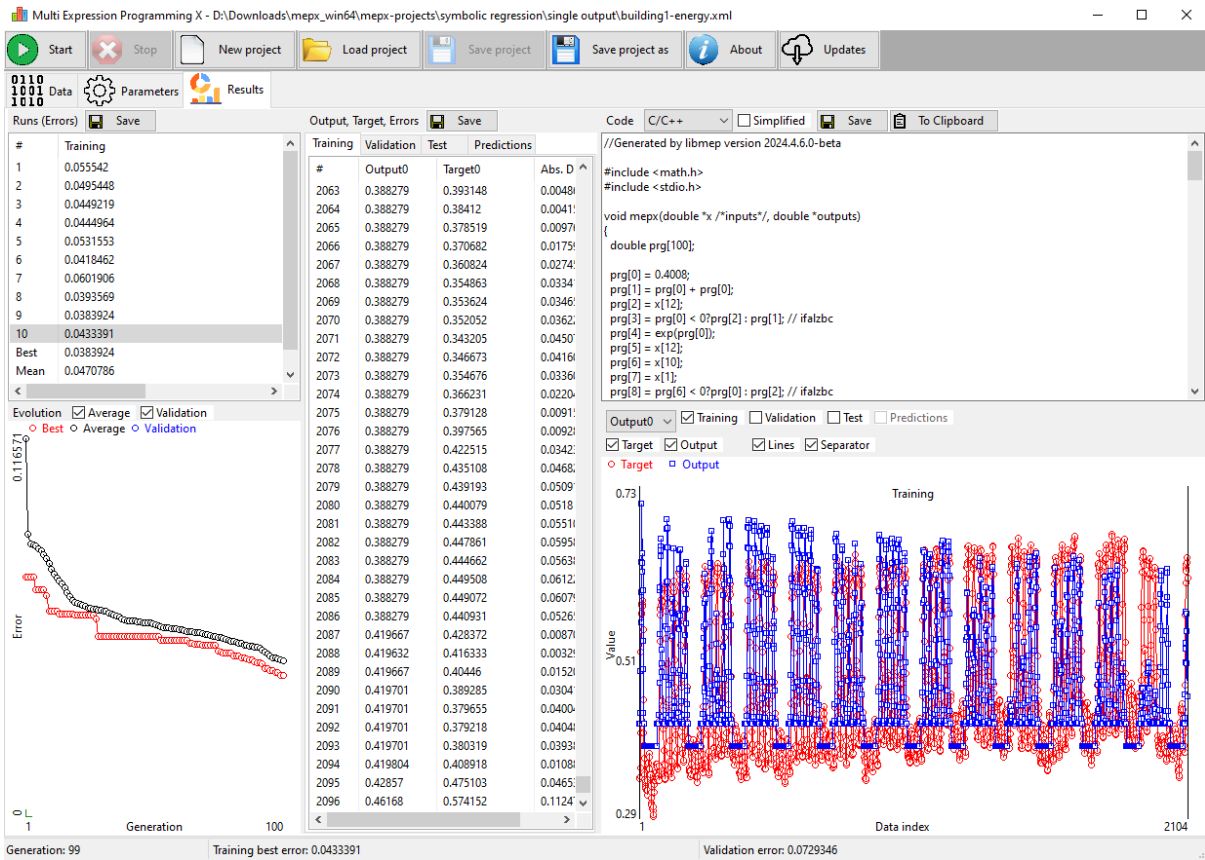 Multi Expression Programming X - D:\Downloads\mepx_win64\mepx-projects\symbolic regression\single output\building1-energy.xml
Start Stop New project Load project Save project Save project as About Updates
0110
1001
1010
Data Parameters Results
Runs (Errors) Save
# Training
1 0.055542
2 0.0495448
3 0.0449219
4 0.0444964
5 0.0531553
6 0.0418462
7 0.0601906
8 0.0393569
9 0.0383924
10 0.0433391
Best 0.0383924
Mean 0.0470786
Evolution Average Validation
Best Average Validation
0.116571
Error
0
1 Generation 100
Output, Target, Errors Save
Training Validation Test Predictions
# Output0 Target0 Abs. D
2063 0.388279 0.393148
2064 0.388279 0.38412
2065 0.388279 0.378519
2066 0.388279 0.370682
2067 0.388279 0.360824
2068 0.388279 0.354863
2069 0.388279 0.353624
2070 0.388279 0.352052
2071 0.388279 0.343205
2072 0.388279 0.346673
2073 0.388279 0.354676
2074 0.388279 0.366231
2075 0.388279 0.379128
2076 0.388279 0.397565
2077 0.388279 0.422515
2078 0.388279 0.435108
2079 0.388279 0.439193
2080 0.388279 0.440079 0.0518
2081 0.388279 0.443388
2082 0.388279 0.447861
2083 0.388279 0.444662
2084 0.388279 0.449508
2085 0.388279 0.449072
2086 0.388279 0.440931
2087 0.419667 0.428372
2088 0.419632 0.416333
2089 0.419667 0.40446
2090 0.419701 0.389285
2091 0.419701 0.379655
2092 0.419701 0.379218
2093 0.419701 0.380319
2094 0.419804 0.408918
2095 0.42857 0.475103
2096 0.46168 0.574152
Code C/C++ Simplified Save To Clipboard
//Generated by libmep version 2024.4.6.0-beta
#include <math.h>
#include <stdio.h>
void mepx(double *x /*inputs*/, double *outputs)
{
double prg[100];
prg[0] = 0.4008;
prg[1] = prg[0] + prg[0];
prg[2] = x[12];
prg[3] = prg[0] < 0?prg[2] : prg[1]; // ifalzbc
prg[4] = exp(prg[0]);
prg[5] = x[12];
prg[6] = x[10];
prg[7] = x[1];
prg[8] = prg[6] < 0?prg[0] : prg[2]; // ifalzbc
Output0 Training Validation Test Predictions
Target Output Lines Separator
Target Output
Training
0.73
Value
0.51
0.29
1 Data index 2104
Generation: 99 Training best error: 0.0433391 Validation error: 0.0729346